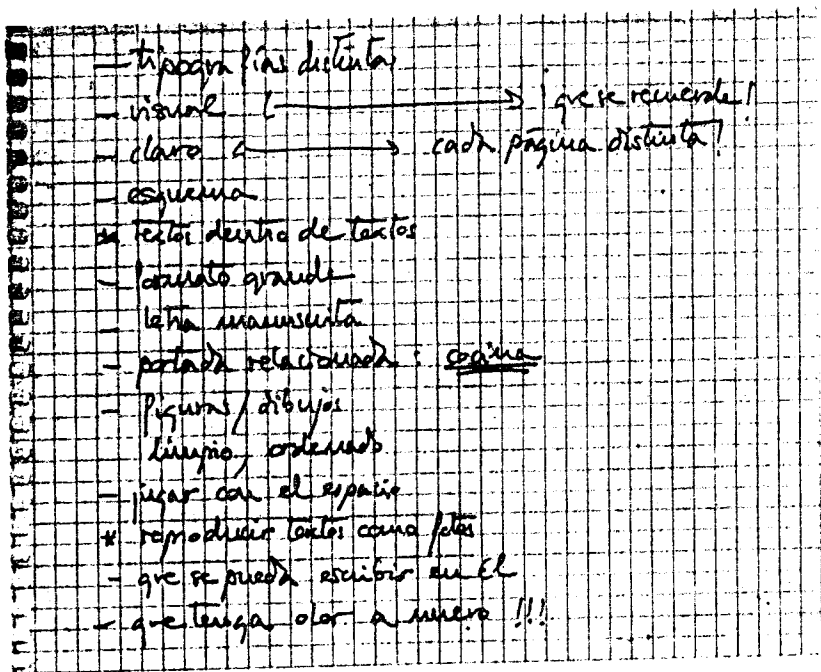 - tipografías distintas
- visual ⟷ ¡que se recuerde!
- claro ⟷ cada página distinta!
- esquema
* textos dentro de textos
- formato grande
- letra manuscrita
- portada relacionada: cocina
- figuras/dibujos
limpio, ordenado
- jugar con el espacio
* reproducir textos como fotos
- que se pueda escribir en él
- que tenga olor a nuevo!!!